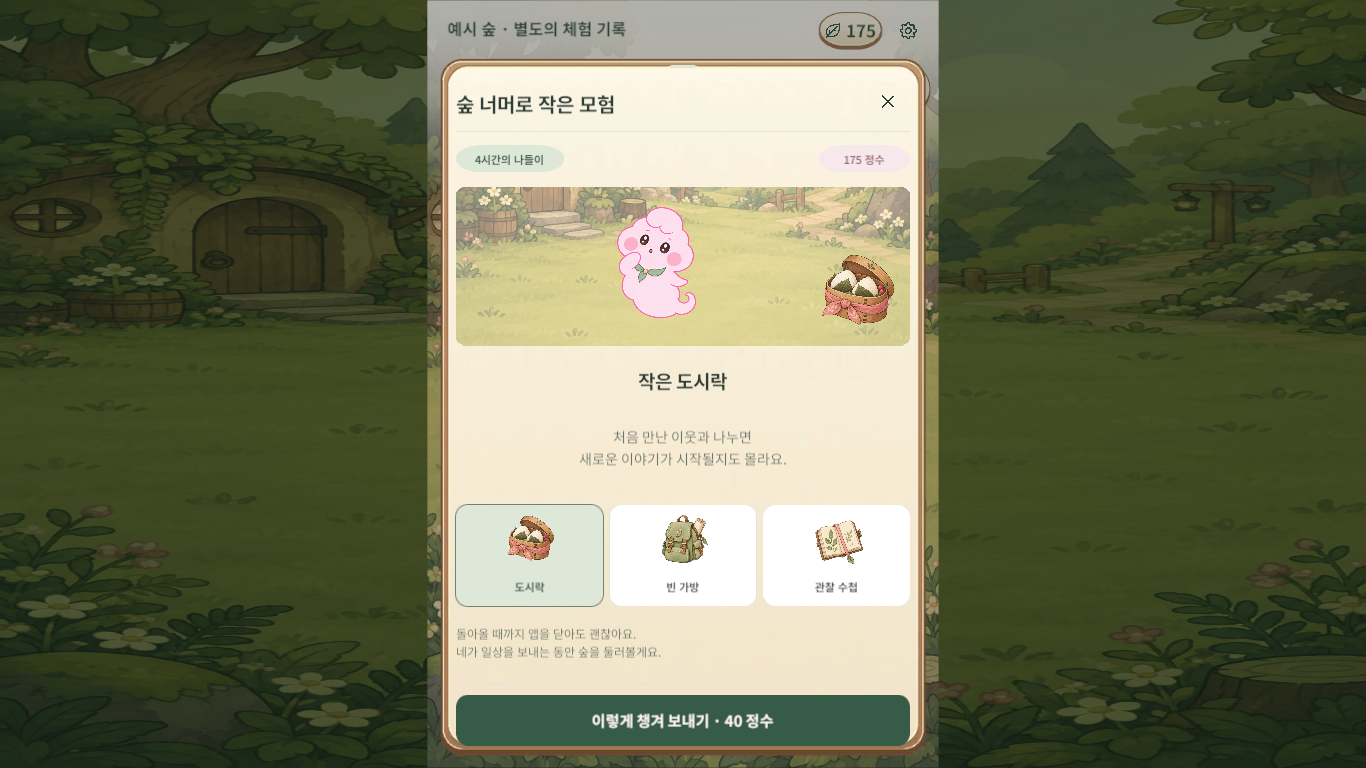 예시 숲 · 별도의 체험 기록
175
숲 너머로 작은 모험
4시간의 나들이
175 정수
작은 도시락
처음 만난 이웃과 나누면
새로운 이야기가 시작될지도 몰라요.
도시락
빈 가방
관찰 수첩
돌아올 때까지 앱을 닫아도 괜찮아요.
네가 일상을 보내는 동안 숲을 둘러볼게요.
이렇게 챙겨 보내기 · 40 정수